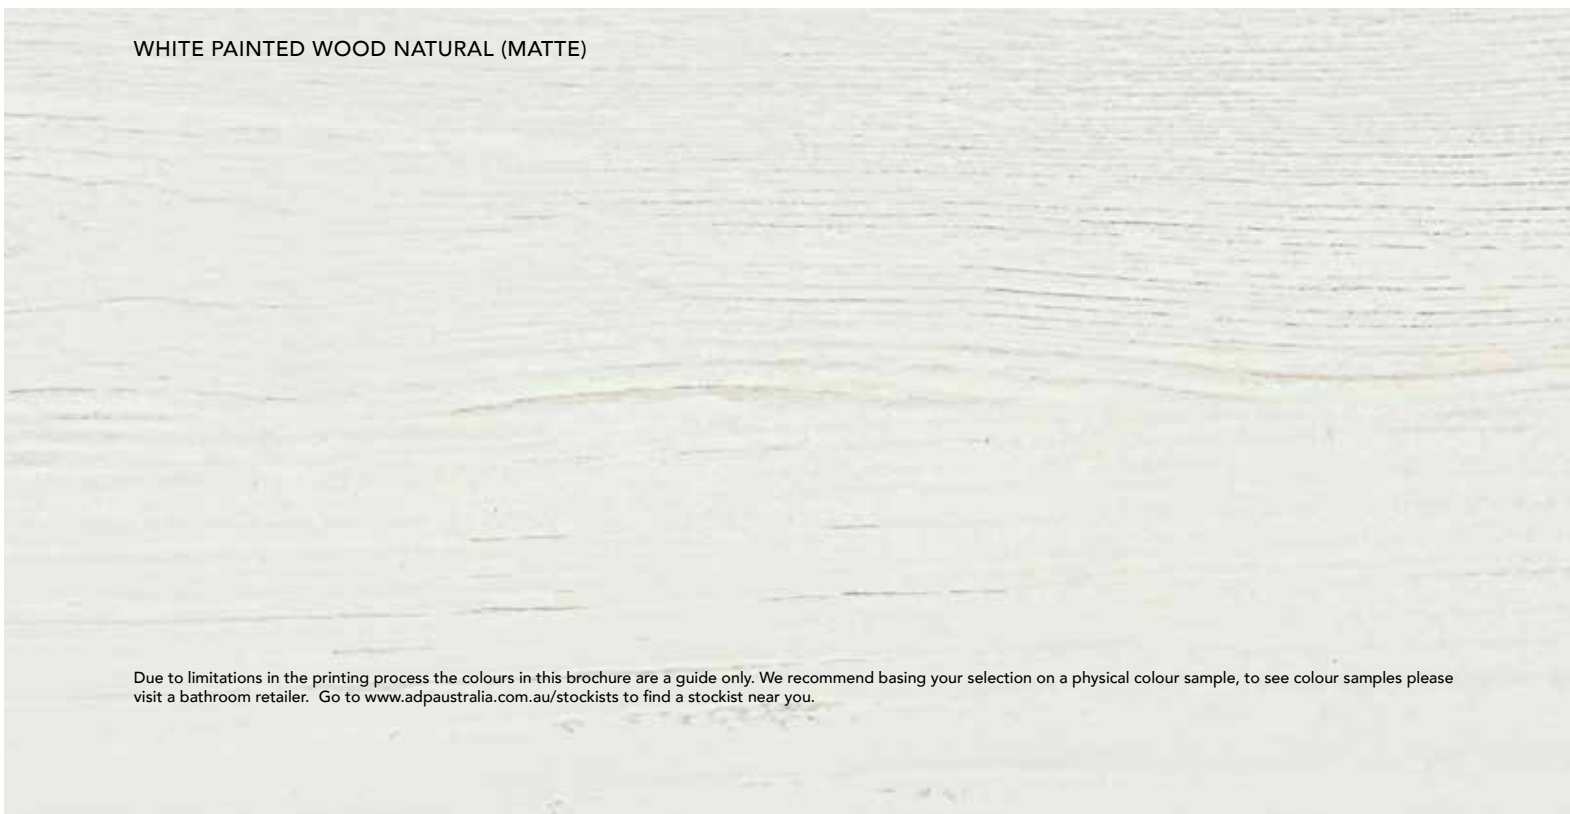 WHITE PAINTED WOOD NATURAL (MATTE)
Due to limitations in the printing process the colours in this brochure are a guide only. We recommend basing your selection on a physical colour sample, to see colour samples please
visit a bathroom retailer.  Go to www.adpaustralia.com.au/stockists to find a stockist near you.